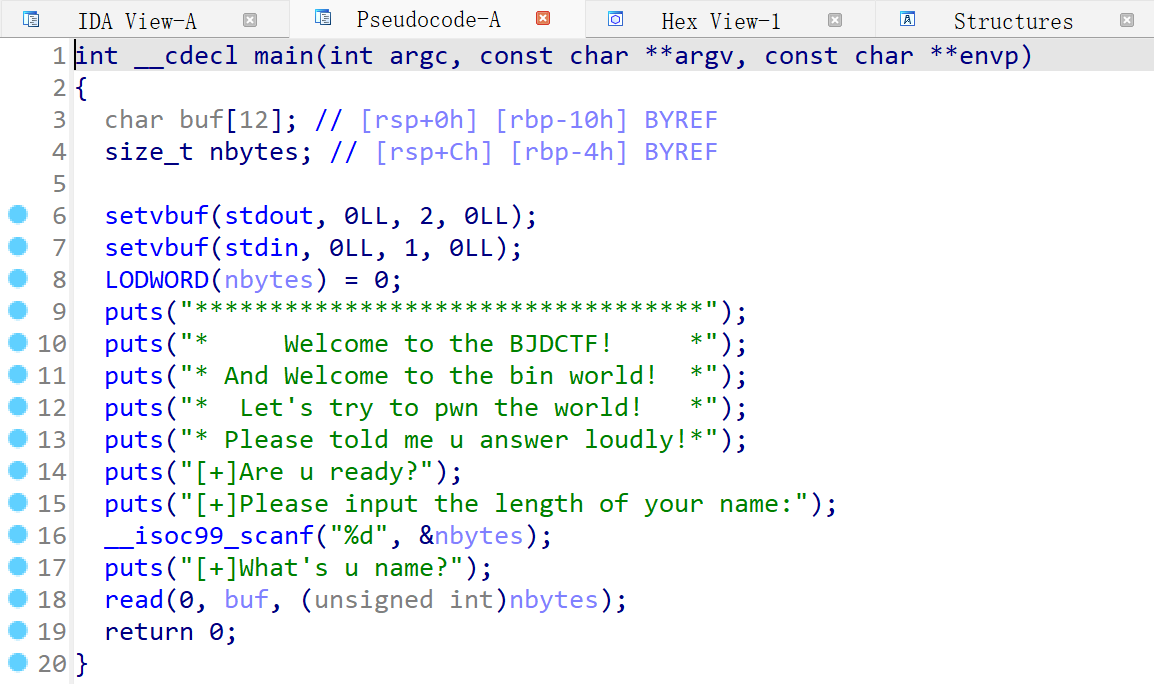 IDA View-A Pseudocode-A Hex View-1 Structures
1 int __cdecl main(int argc, const char **argv, const char **envp)
2 {
3   char buf[12]; // [rsp+0h] [rbp-10h] BYREF
4   size_t nbytes; // [rsp+Ch] [rbp-4h] BYREF
5
6   setvbuf(stdout, 0LL, 2, 0LL);
7   setvbuf(stdin, 0LL, 1, 0LL);
8   LODWORD(nbytes) = 0;
9   puts("**********************************");
10   puts("*     Welcome to the BJDCTF!     *");
11   puts("* And Welcome to the bin world!  *");
12   puts("*  Let's try to pwn the world!   *");
13   puts("* Please told me u answer loudly!*");
14   puts("[+]Are u ready?");
15   puts("[+]Please input the length of your name:");
16   __isoc99_scanf("%d", &nbytes);
17   puts("[+]What's u name?");
18   read(0, buf, (unsigned int)nbytes);
19   return 0;
20 }